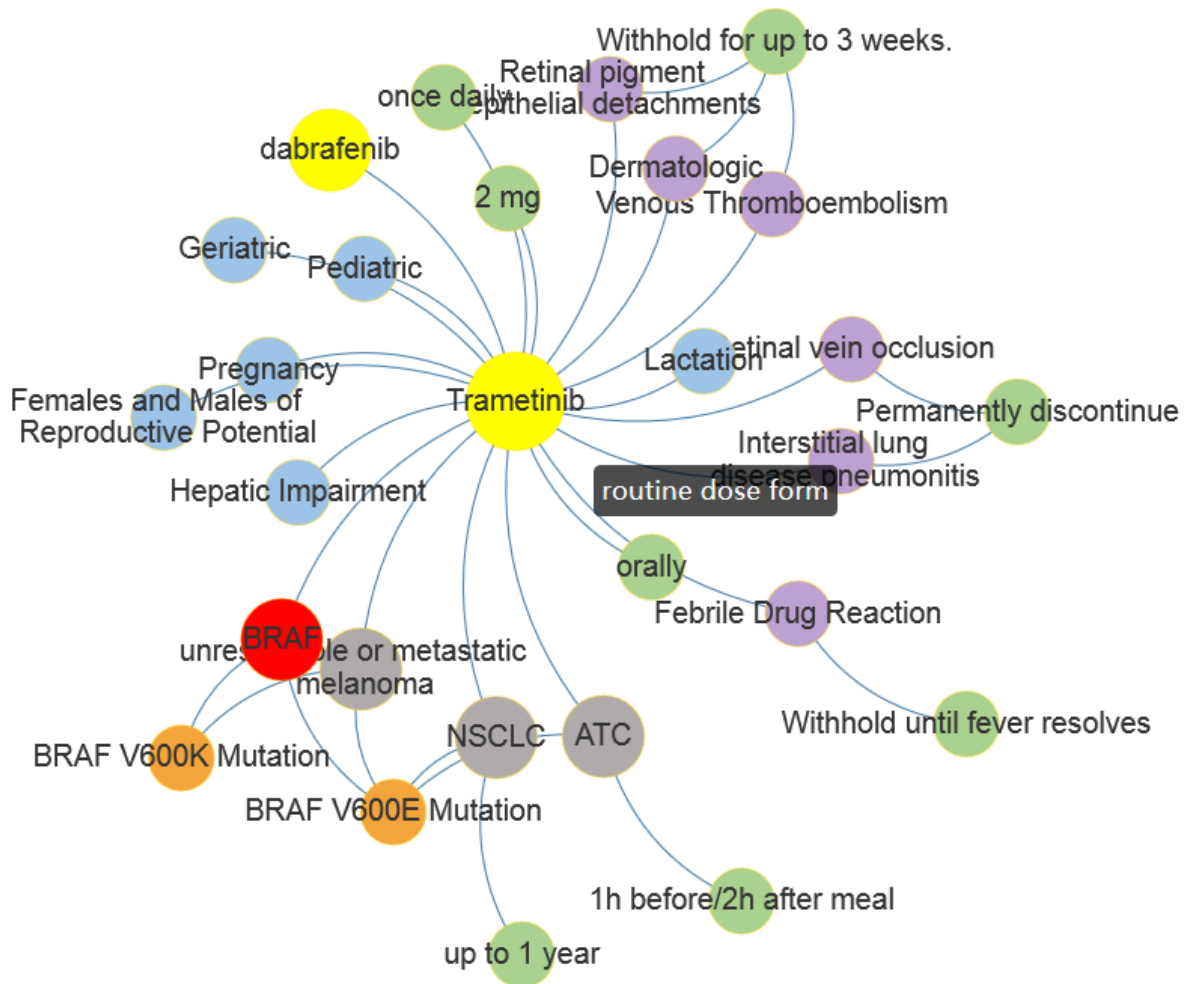 Withhold for up to 3 weeks.
Retinal pigment
epithelial detachments
once daily
dabrafenib
Dermatologic
2 mg
Venous Thromboembolism
Geriatric
Pediatric
Lactation
etinal vein occlusion
Pregnancy
Trametinib
Females and Males of
Reproductive Potential
Permanently discontinue
Interstitial lung
disease pneumonitis
routine dose form
Hepatic Impairment
orally
Febrile Drug Reaction
BRAF
or metastatic
melanoma
Withhold until fever resolves
NSCLC
ATC
BRAF V600K Mutation
BRAF V600E Mutation
1h before/2h after meal
up to 1 year